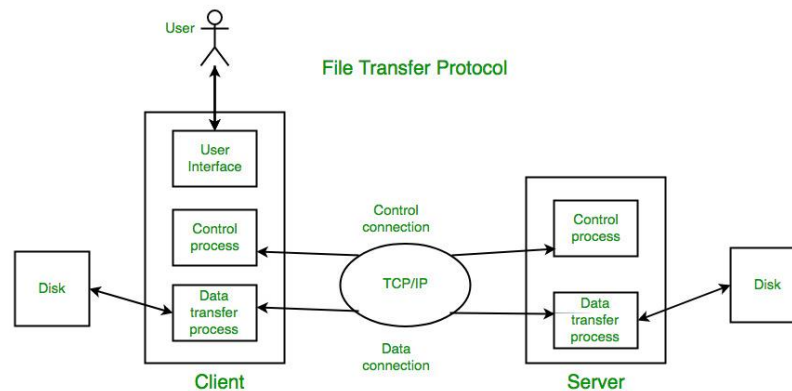 User
File Transfer Protocol
User
Interface
Control
process
Data
transfer
process
Client
Disk
Control
connection
TCP/IP
Data
connection
Control
process
Data
transfer
process
Server
Disk